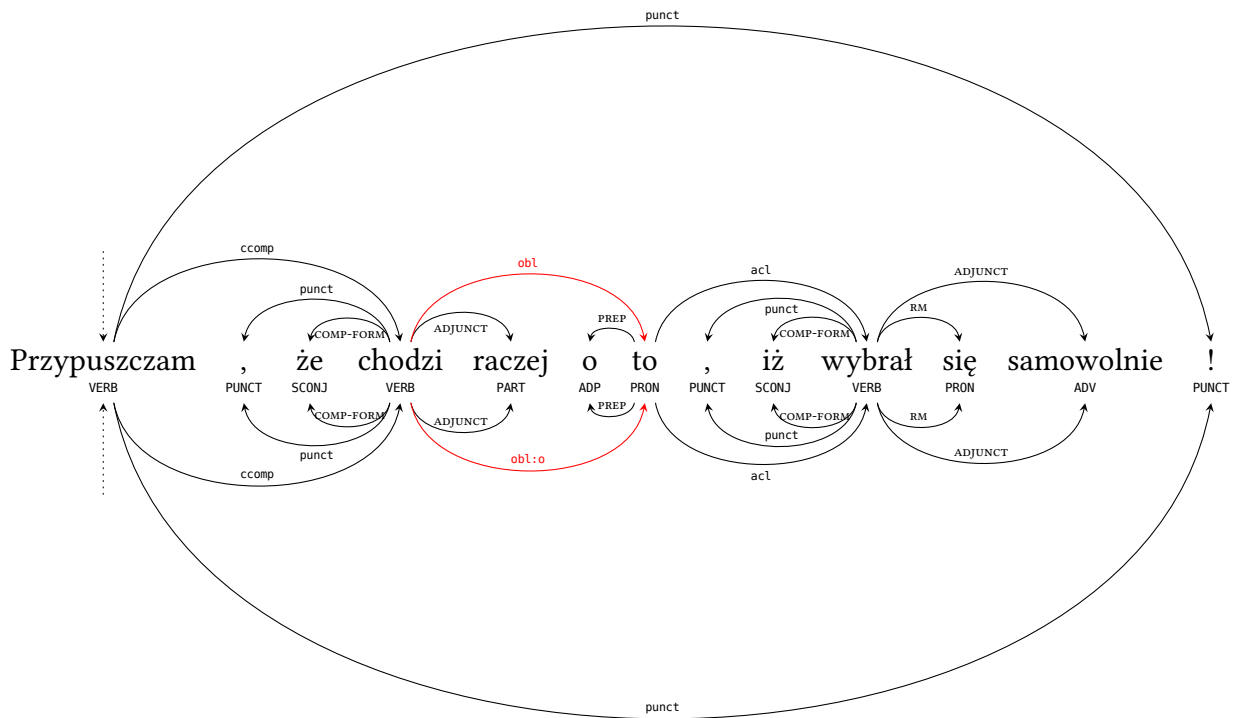 punct
ccomp obl acl ADJUNCT
punct PREP punct RM
COMP-FORM ADJUNCT COMP-FORM
Przypuszczam , że chodzi raczej o to , iż wybrał się samowolnie !
VERB PUNCT SCONJ VERB PART ADP PRON PUNCT SCONJ VERB PRON ADV PUNCT
COMP-FORM ADJUNCT PREP COMP-FORM RM
punct obl:o punct ADJUNCT
ccomp acl
punct